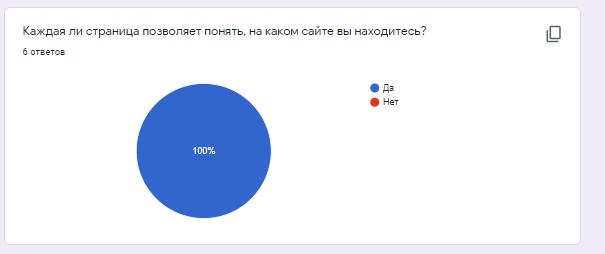 Каждая ли страница позволяет понять, на каком сайте вы находитесь?
6 ответов
100%
Да
Нет